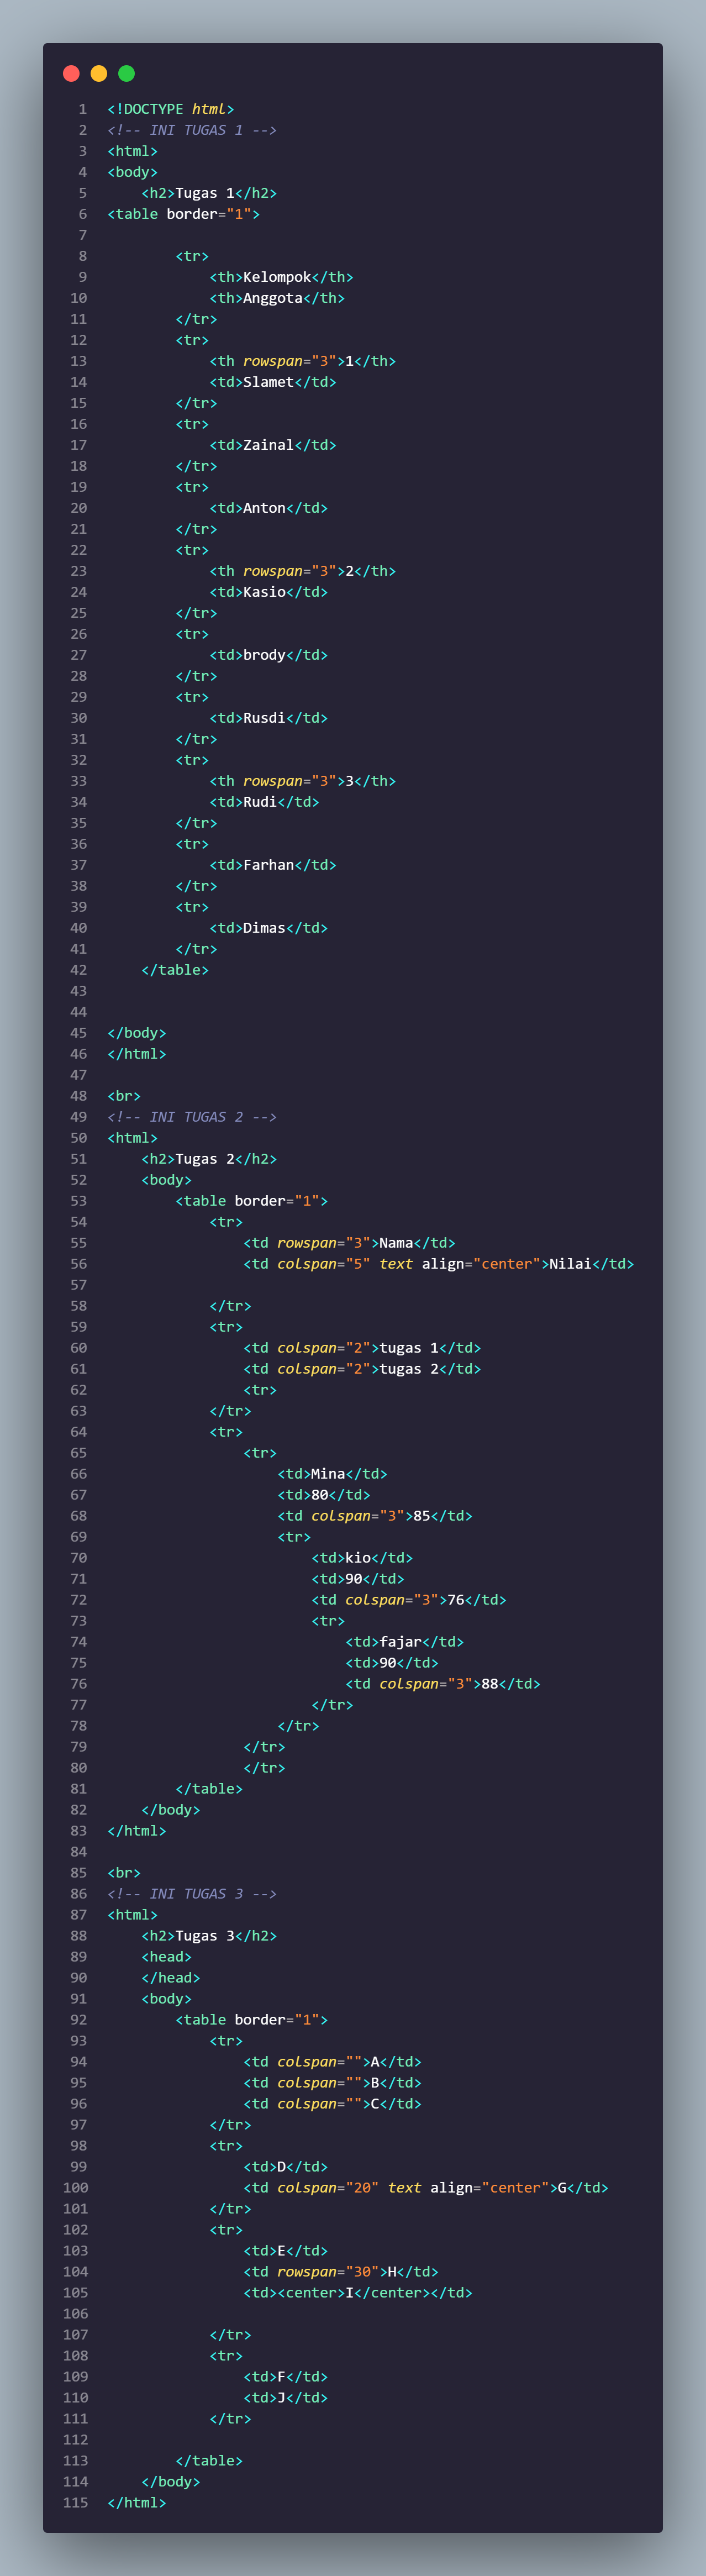 1 <!DOCTYPE html>
2 <!-- INI TUGAS 1 -->
3 <html>
4 <body>
5     <h2>Tugas 1</h2>
6 <table border="1">
7
8         <tr>
9             <th>Kelompok</th>
10             <th>Anggota</th>
11         </tr>
12         <tr>
13             <th rowspan="3">1</th>
14             <td>Slamet</td>
15         </tr>
16         <tr>
17             <td>Zainal</td>
18         </tr>
19         <tr>
20             <td>Anton</td>
21         </tr>
22         <tr>
23             <th rowspan="3">2</th>
24             <td>Kasio</td>
25         </tr>
26         <tr>
27             <td>brody</td>
28         </tr>
29         <tr>
30             <td>Rusdi</td>
31         </tr>
32         <tr>
33             <th rowspan="3">3</th>
34             <td>Rudi</td>
35         </tr>
36         <tr>
37             <td>Farhan</td>
38         </tr>
39         <tr>
40             <td>Dimas</td>
41         </tr>
42     </table>
43
44
45 </body>
46 </html>
47
48 <br>
49 <!-- INI TUGAS 2 -->
50 <html>
51     <h2>Tugas 2</h2>
52     <body>
53         <table border="1">
54             <tr>
55                 <td rowspan="3">Nama</td>
56                 <td colspan="5" text align="center">Nilai</td>
57
58             </tr>
59             <tr>
60                 <td colspan="2">tugas 1</td>
61                 <td colspan="2">tugas 2</td>
62                 <tr>
63             </tr>
64             <tr>
65                 <tr>
66                     <td>Mina</td>
67                     <td>80</td>
68                     <td colspan="3">85</td>
69                     <tr>
70                         <td>kio</td>
71                         <td>90</td>
72                         <td colspan="3">76</td>
73                         <tr>
74                             <td>fajar</td>
75                             <td>90</td>
76                             <td colspan="3">88</td>
77                         </tr>
78                     </tr>
79                 </tr>
80                 </tr>
81         </table>
82     </body>
83 </html>
84
85 <br>
86 <!-- INI TUGAS 3 -->
87 <html>
88     <h2>Tugas 3</h2>
89     <head>
90     </head>
91     <body>
92         <table border="1">
93             <tr>
94                 <td colspan="">A</td>
95                 <td colspan="">B</td>
96                 <td colspan="">C</td>
97             </tr>
98             <tr>
99                 <td>D</td>
100                 <td colspan="20" text align="center">G</td>
101             </tr>
102             <tr>
103                 <td>E</td>
104                 <td rowspan="30">H</td>
105                 <td><center>I</center></td>
106
107             </tr>
108             <tr>
109                 <td>F</td>
110                 <td>J</td>
111             </tr>
112
113         </table>
114     </body>
115 </html>